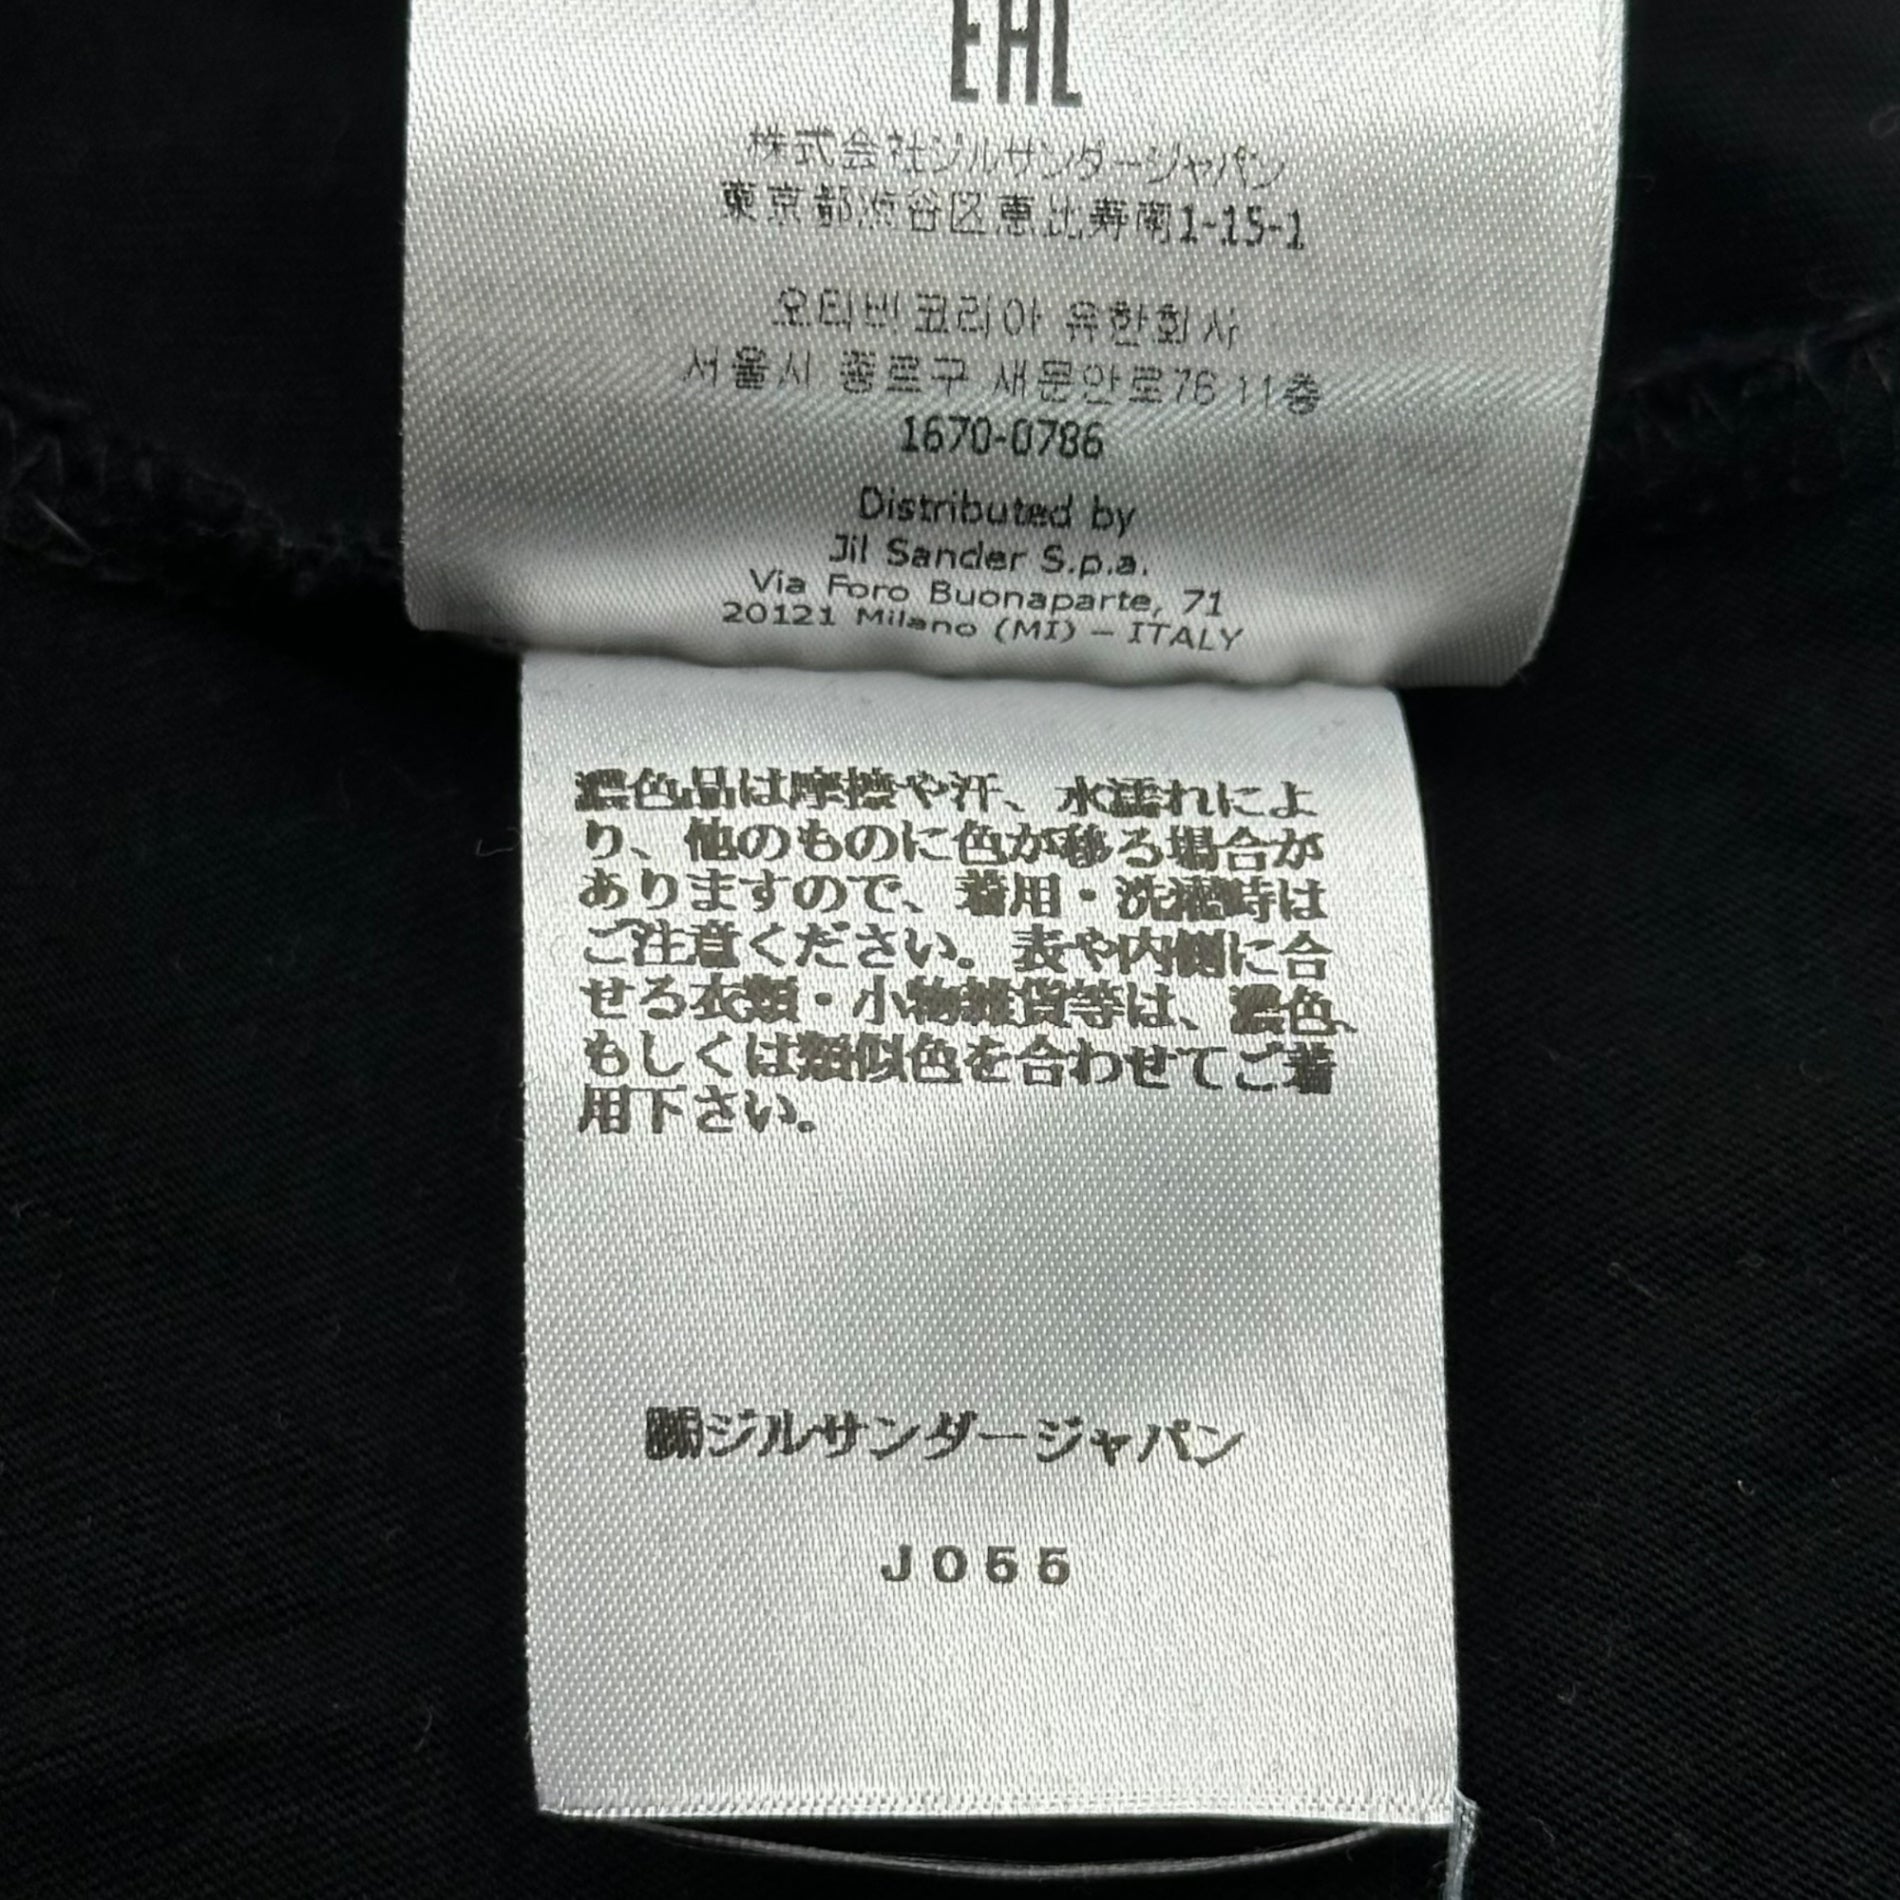 EAC
株式会社ジルサンダージャパン
東京都渋谷区恵比寿南1-15-1
오티비코리아 유한회사
서울시 종로구 새문안로76 11층
1670-0786
Distributed by
Jil Sander S.p.a.
Via Foro Buonaparte, 71
20121 Milano (MI) – ITALY
濃色品は摩擦や汗、水濡れによ
り、他のものに色が移る場合が
ありますので、着用・洗濯時は
ご注意ください。表や内側に合
せる衣類・小物雑貨等は、濃色、
もしくは類似色を合わせてご着
用下さい。
㈱ジルサンダージャパン
J055